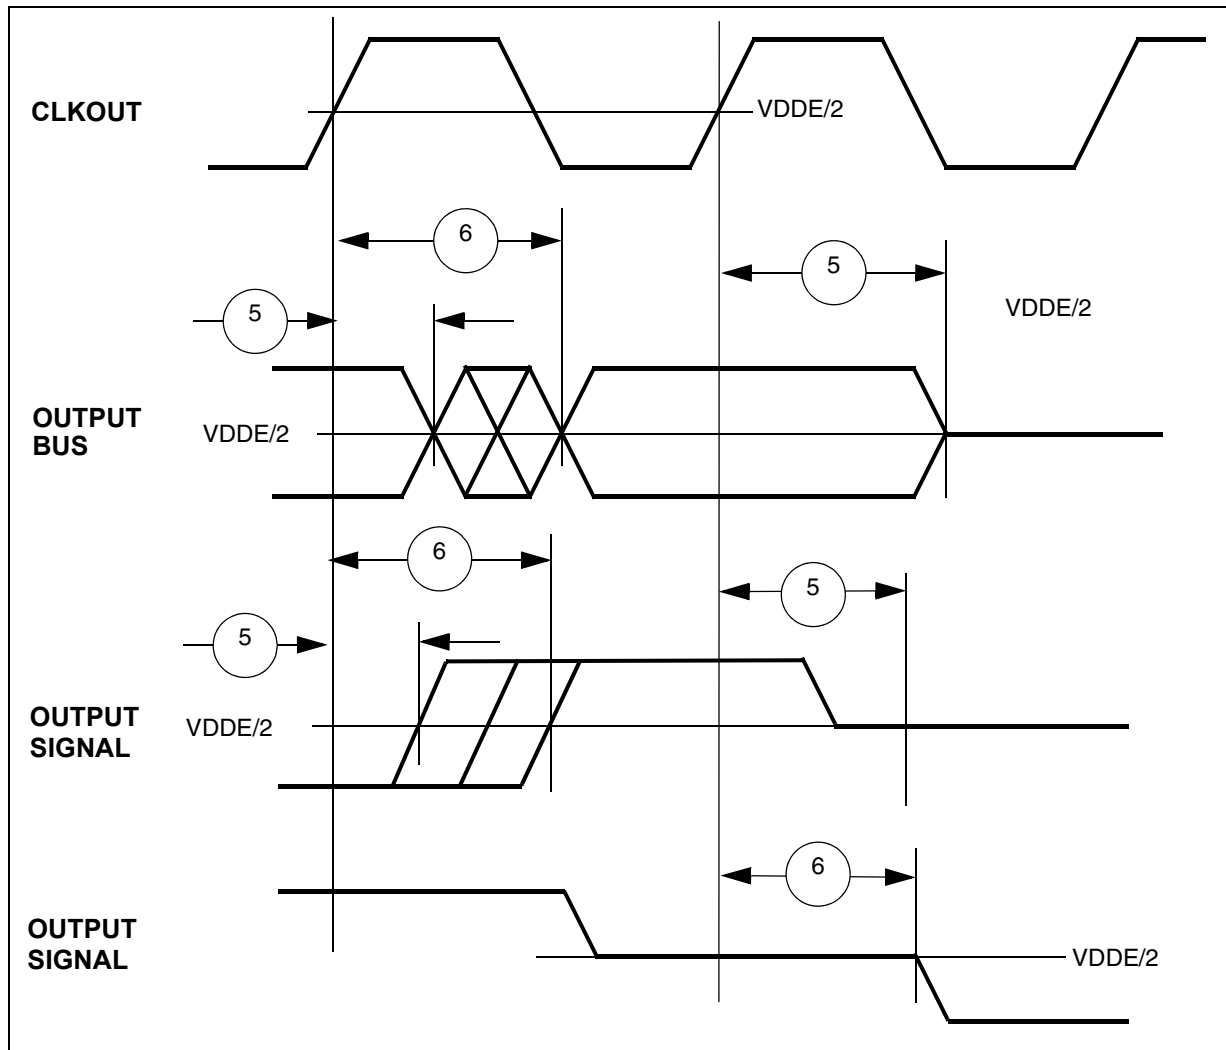 CLKOUT
VDDE/2
6
5
5
VDDE/2
OUTPUT
BUS
VDDE/2
6
5
5
OUTPUT
SIGNAL
VDDE/2
6
OUTPUT
SIGNAL
VDDE/2